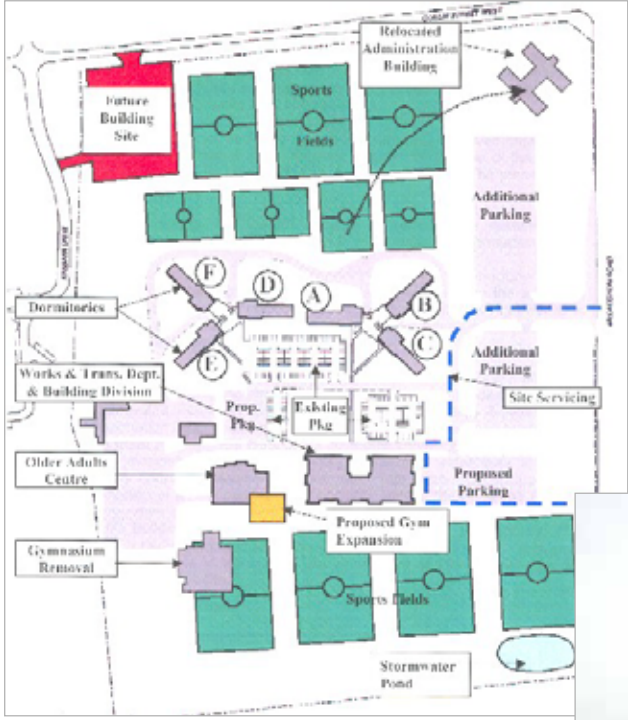 Relocated
Administration
Building
Future
Building
Site
Sports
Fields
Additional
Parking
F
D
A
B
E
C
Dormitories
Additional
Parking
Works & Trans. Dept.
& Building Division
Site Servicing
Prop.
Pkg
Existing
Pkg
Older Adults
Centre
Proposed
Parking
Proposed Gym
Expansion
Gymnasium
Removal
Sports Fields
Stormwater
Pond